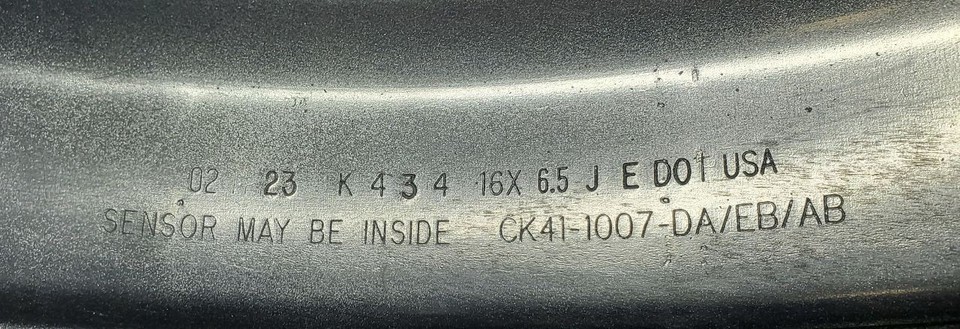 02 23 K 4 3 4 16X 6.5 J E DOT USA
SENSOR MAY BE INSIDE CK41-1007-DA/EB/AB